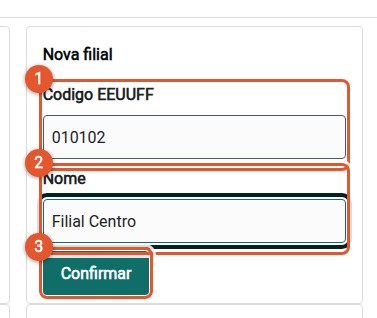 Nova filial
1
Codigo EEUUFF
010102
2
Nome
Filial Centro
3
Confirmar